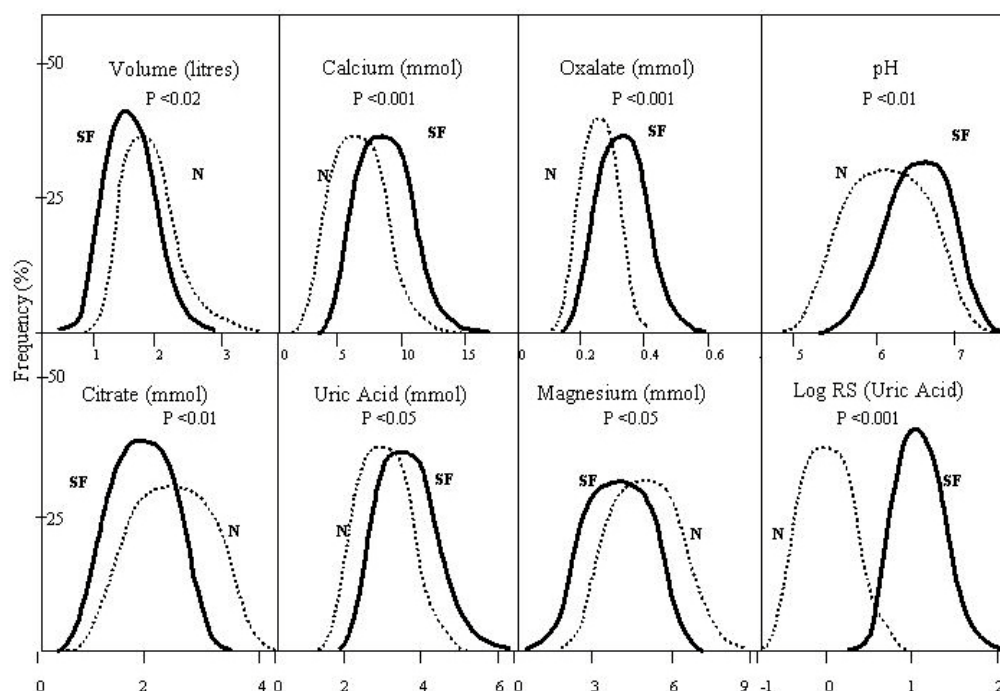 50
Volume (litres)
P <0.02
SF
N
Calcium (mmol)
P <0.001
SF
N
Oxalate (mmol)
P <0.001
SF
N
pH
P <0.01
SF
N
25
Frequency (%)
1 2 3
0 5 10 15
0 0.2 0.4 0.6
5 6 7
50
Citrate (mmol)
P <0.01
SF
N
Uric Acid (mmol)
P <0.05
SF
N
Magnesium (mmol)
P <0.05
SF
N
Log RS (Uric Acid)
P <0.001
SF
N
25
0 2 4
0 2 4 6
0 3 6 9
-1 0 1 2